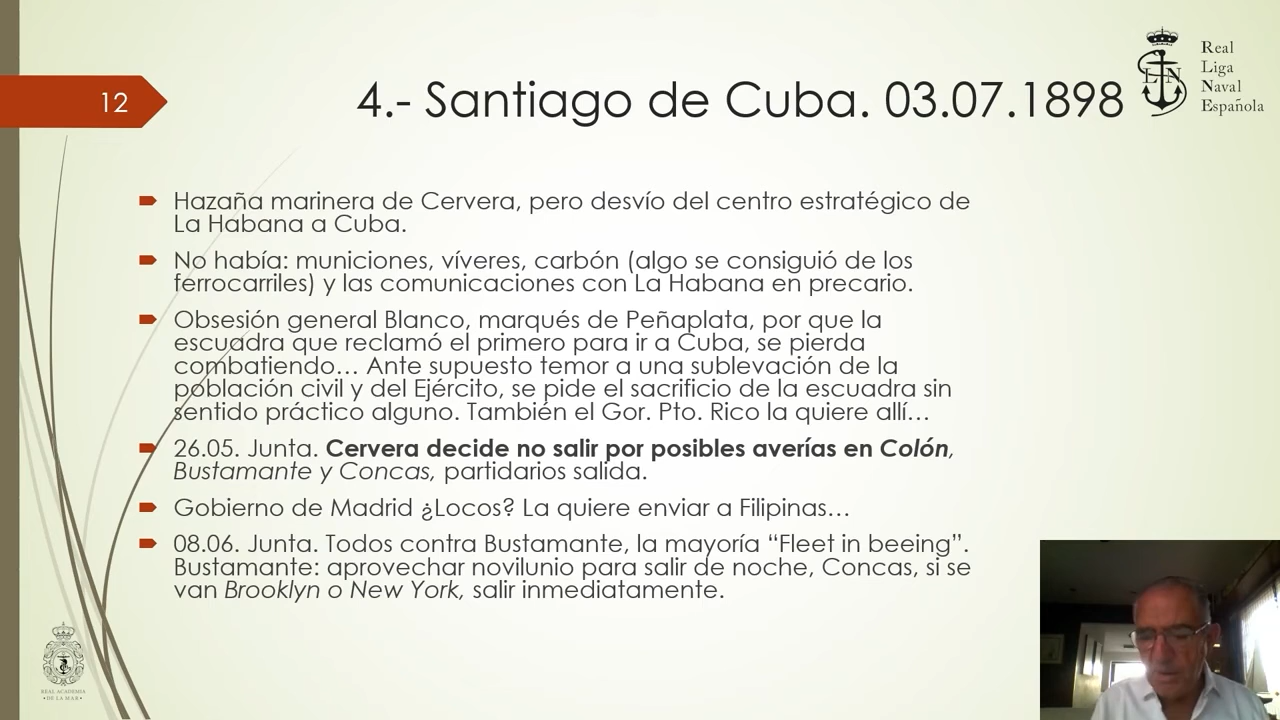 12
4.- Santiago de Cuba. 03.07.1898
Real
Liga
Naval
Española
L N
Hazaña marinera de Cervera, pero desvío del centro estratégico de
La Habana a Cuba.
No había: municiones, víveres, carbón (algo se consiguió de los
ferrocarriles) y las comunicaciones con La Habana en precario.
Obsesión general Blanco, marqués de Peñaplata, por que la
escuadra que reclamó el primero para ir a Cuba, se pierda
combatiendo… Ante supuesto temor a una sublevación de la
población civil y del Ejército, se pide el sacrificio de la escuadra sin
sentido práctico alguno. También el Gor. Pto. Rico la quiere allí…
26.05. Junta. Cervera decide no salir por posibles averías en Colón,
Bustamante y Concas, partidarios salida.
Gobierno de Madrid ¿Locos? La quiere enviar a Filipinas…
08.06. Junta. Todos contra Bustamante, la mayoría “Fleet in beeing”.
Bustamante: aprovechar novilunio para salir de noche, Concas, si se
van Brooklyn o New York, salir inmediatamente.
REAL ACADEMIA
DE LA MAR